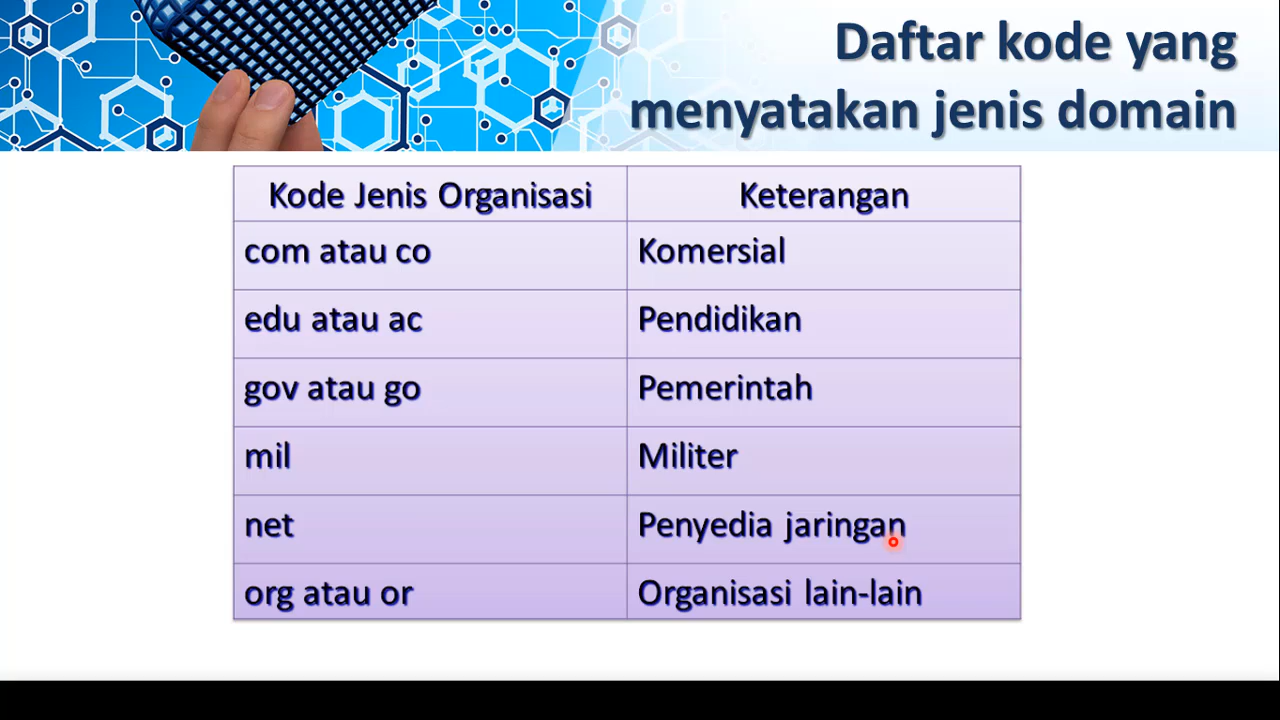 Daftar kode yang
menyatakan jenis domain
Kode Jenis Organisasi Keterangan
com atau co Komersial
edu atau ac Pendidikan
gov atau go Pemerintah
mil Militer
net Penyedia jaringan
org atau or Organisasi lain-lain